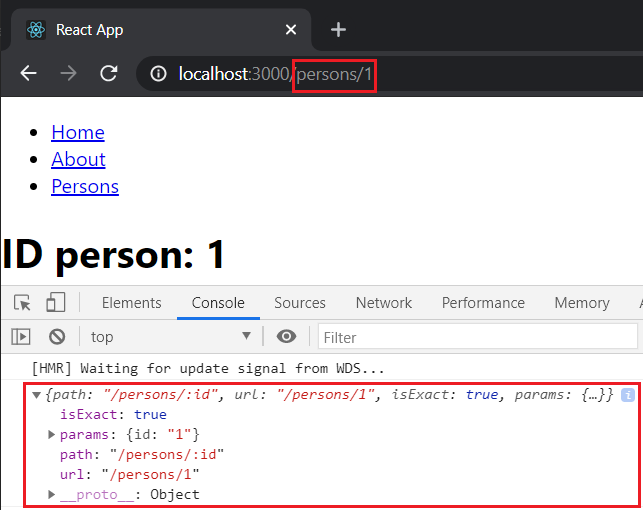 React App
localhost:3000/persons/1
Home
About
Persons
ID person: 1
Elements Console Sources Network Performance Memory
top Filter
[HMR] Waiting for update signal from WDS...
{path: "/persons/:id", url: "/persons/1", isExact: true, params: {…}} i
isExact: true
params: {id: "1"}
path: "/persons/:id"
url: "/persons/1"
__proto__: Object